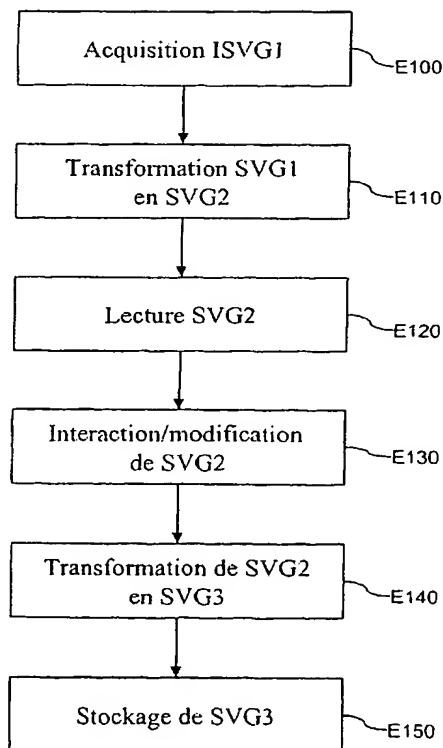 Acquisition ISVG1
E100
Transformation SVG1
en SVG2
E110
Lecture SVG2
E120
Interaction/modification
de SVG2
E130
Transformation de SVG2
en SVG3
E140
Stockage de SVG3
E150